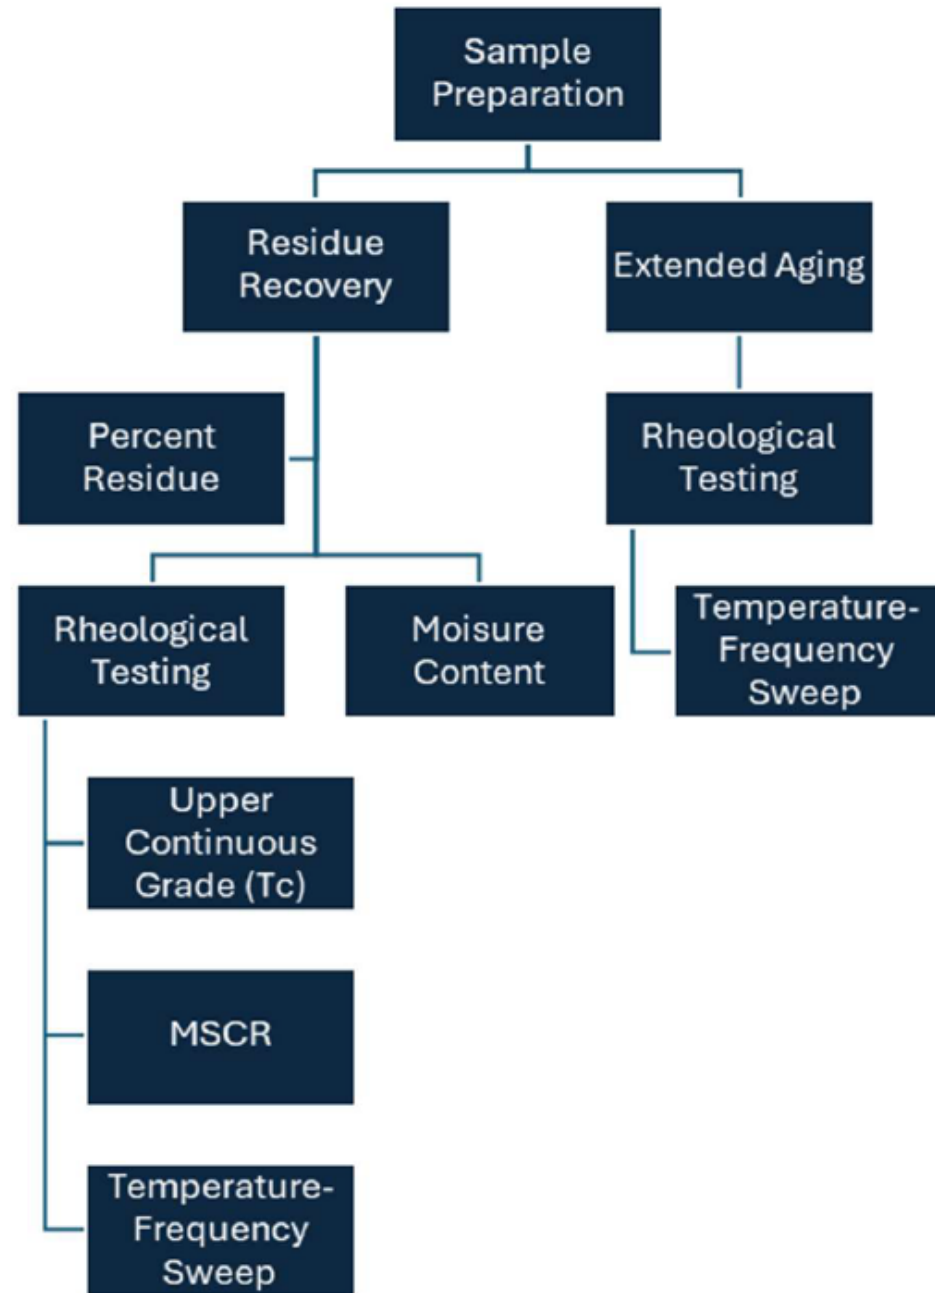 Sample
Preparation
Residue
Recovery
Extended Aging
Percent
Residue
Rheological
Testing
Rheological
Testing
Moisure
Content
Temperature-
Frequency
Sweep
Upper
Continuous
Grade (Tc)
MSCR
Temperature-
Frequency
Sweep